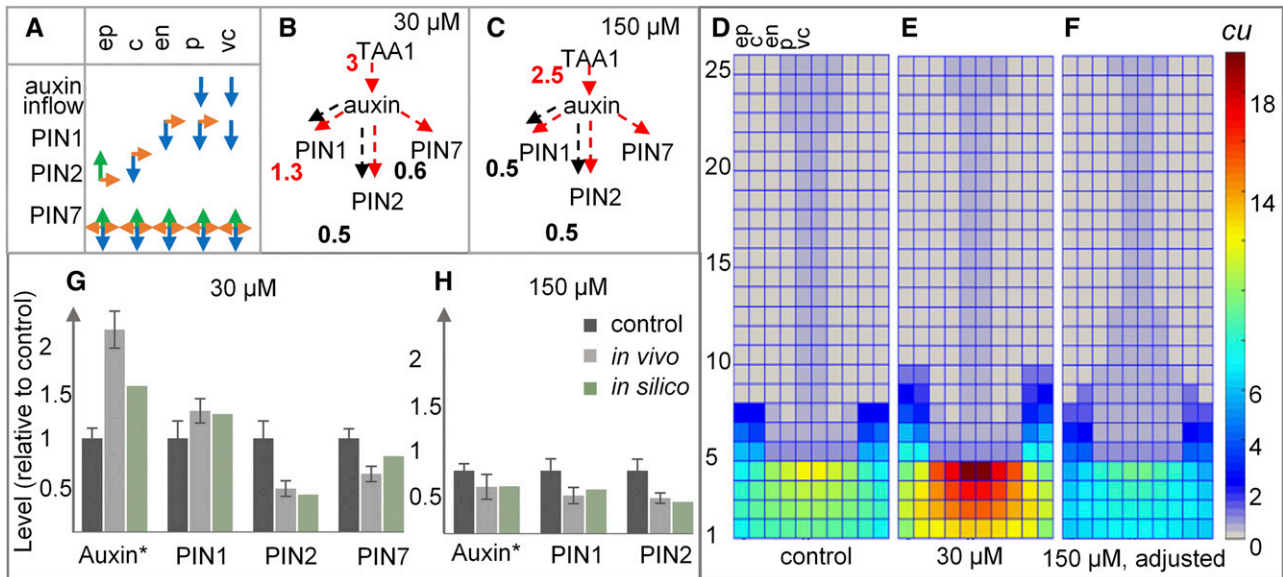 A
ep
c
en
p
vc
auxin
inflow
PIN1
PIN2
PIN7
B
30 µM
TAA1
3
auxin
PIN1
PIN7
1.3
0.6
PIN2
0.5
C
150 µM
TAA1
2.5
auxin
PIN1
PIN7
0.5
PIN2
0.5
D
E
F
cu
ep
c
en
p
vc
25
20
15
10
5
1
control
30 µM
150 µM, adjusted
18
14
6
4
2
0
G
30 µM
Level (relative to control)
2
1.5
1
0.5
Auxin*
PIN1
PIN2
PIN7
H
150 µM
control
in vivo
in silico
2
1.5
1
0.5
Auxin*
PIN1
PIN2